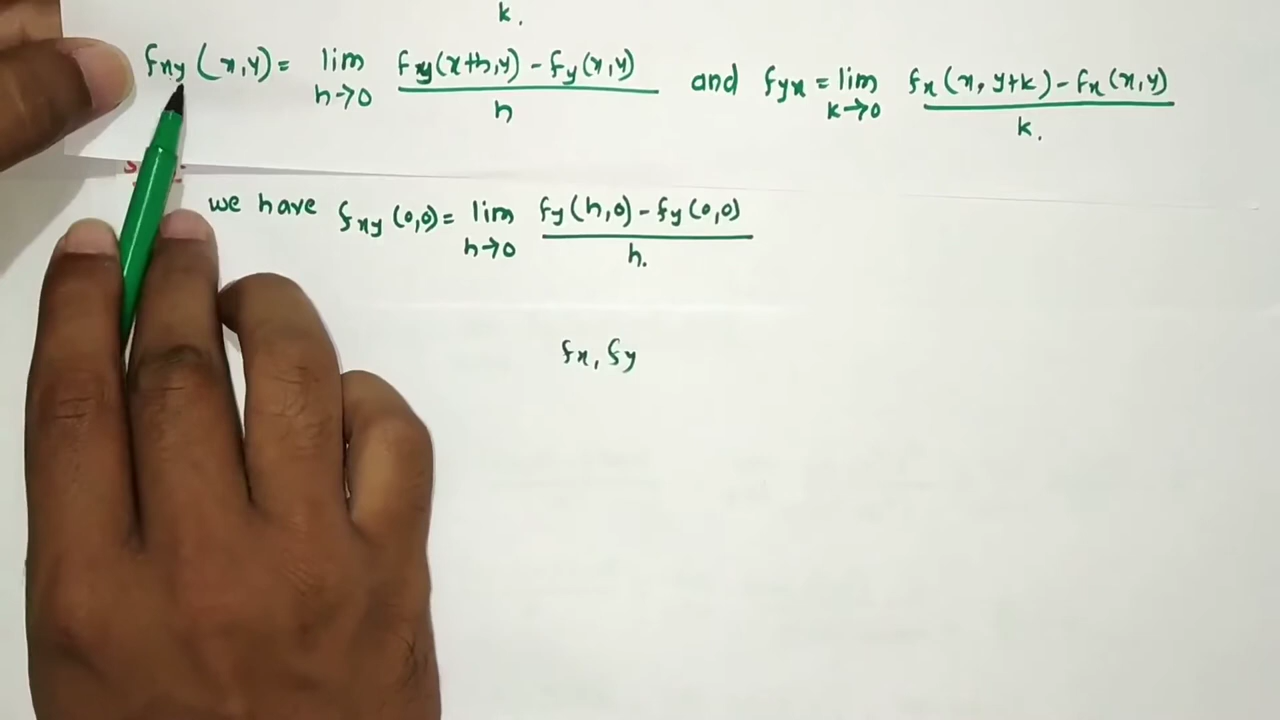 k.
fxy (x,y) = lim h→0 fy(x+h,y) - fy(x,y) / h and fyx = lim k→0 fx(x, y+k) - fx(x,y) / k.
we have fxy (0,0) = lim h→0 fy(h,0) - fy(0,0) / h.
fx, fy